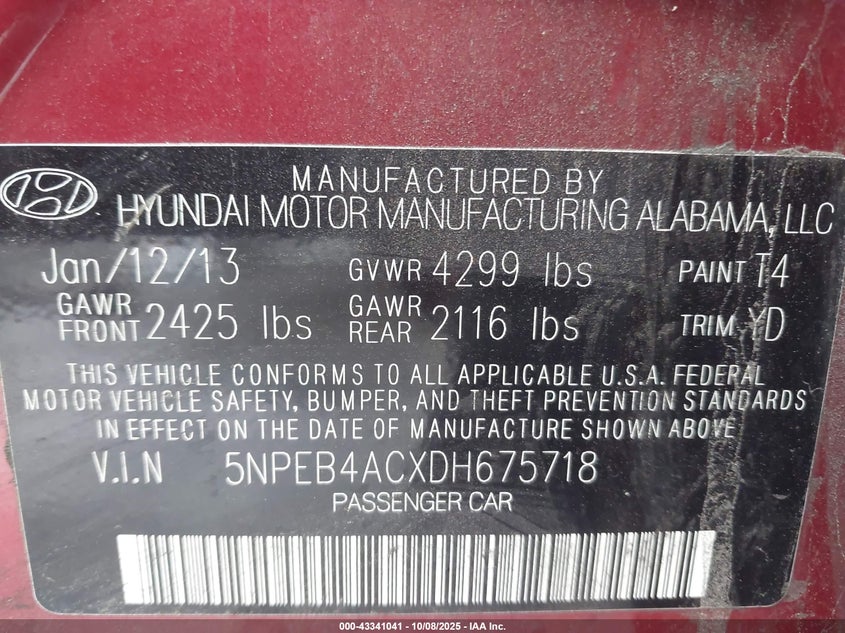 MANUFACTURED BY
HYUNDAI MOTOR MANUFACTURING ALABAMA, LLC
Jan/12/13 GVWR 4299 lbs PAINT T4
GAWR FRONT 2425 lbs GAWR REAR 2116 lbs TRIM YD
THIS VEHICLE CONFORMS TO ALL APPLICABLE U.S.A. FEDERAL
MOTOR VEHICLE SAFETY, BUMPER, AND THEFT PREVENTION STANDARDS
IN EFFECT ON THE DATE OF MANUFACTURE SHOWN ABOVE
V.I.N 5NPEB4ACXDH675718
PASSENGER CAR
000-43341041 - 10/08/2025 - IAA Inc.